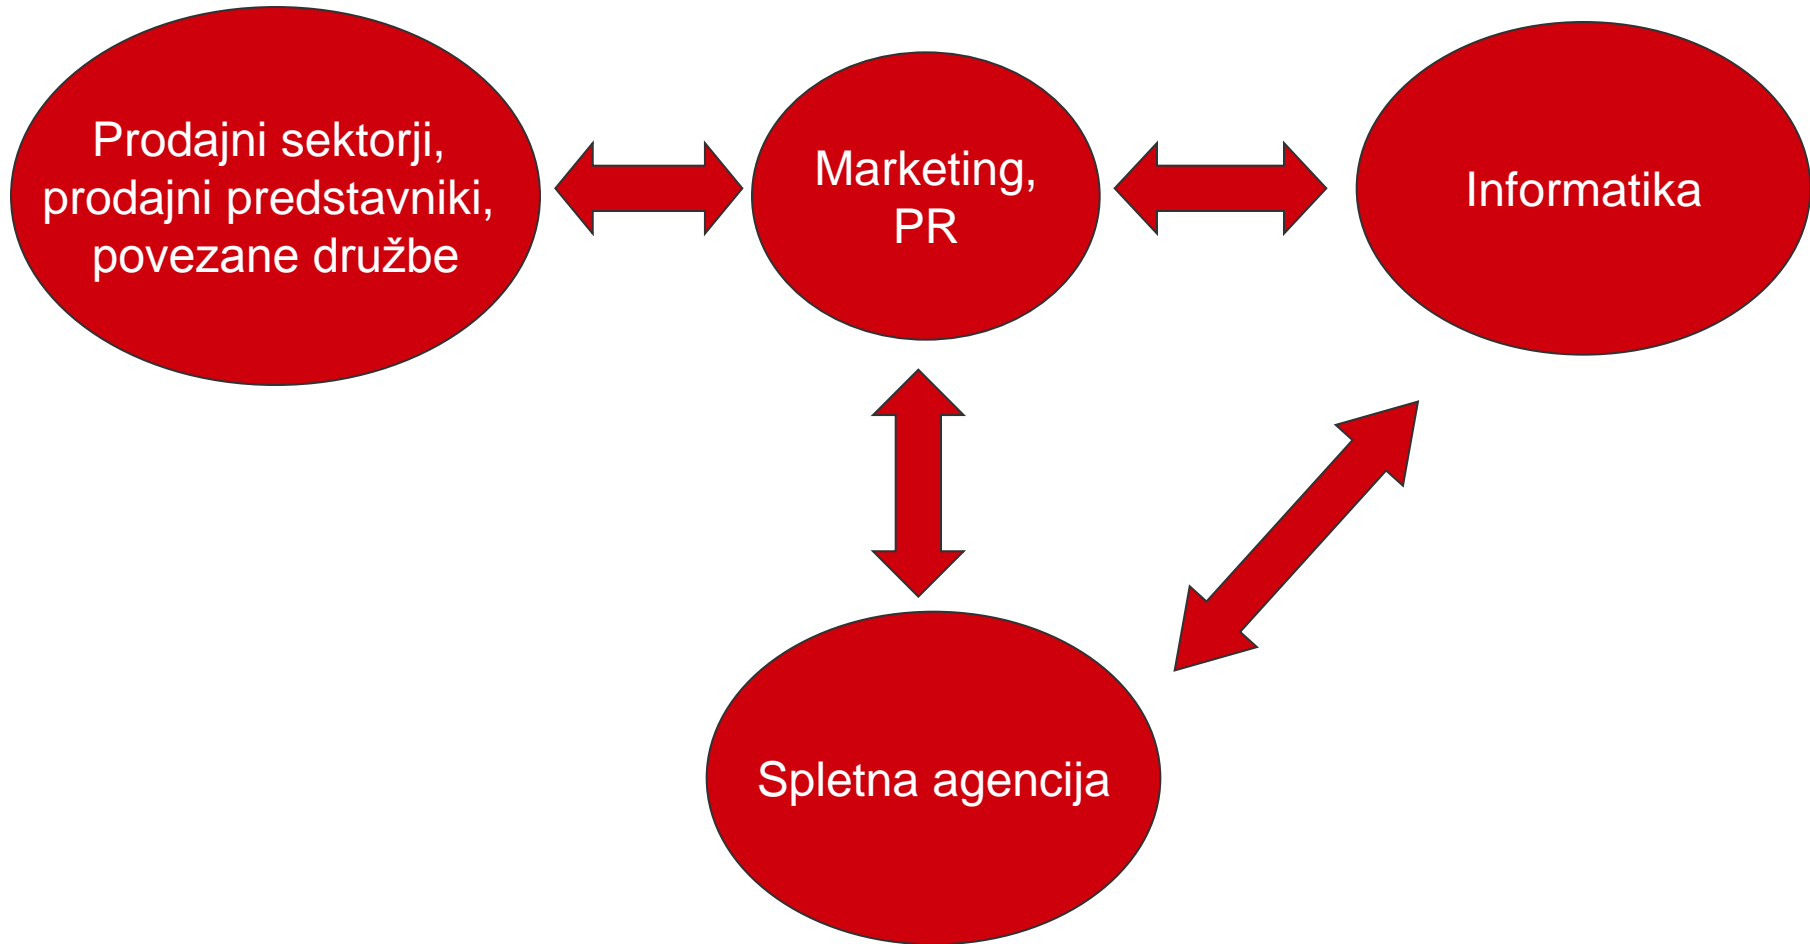 Prodajni sektorji,
prodajni predstavniki,
povezane družbe
Marketing,
PR
Informatika
Spletna agencija